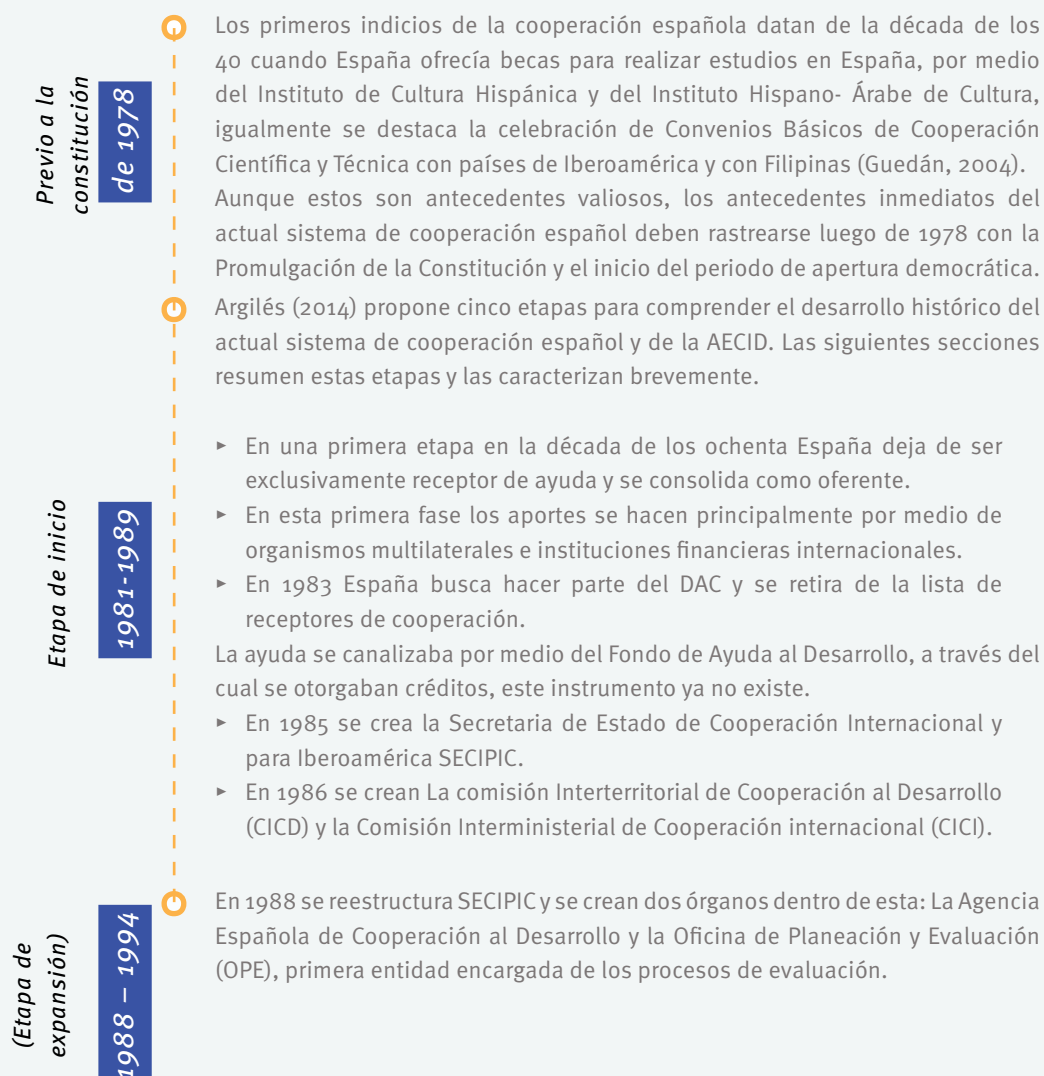 Previo a la
constitución
de 1978
Los primeros indicios de la cooperación española datan de la década de los
40 cuando España ofrecía becas para realizar estudios en España, por medio
del Instituto de Cultura Hispánica y del Instituto Hispano- Árabe de Cultura,
igualmente se destaca la celebración de Convenios Básicos de Cooperación
Científica y Técnica con países de Iberoamérica y con Filipinas (Guedán, 2004).
Aunque estos son antecedentes valiosos, los antecedentes inmediatos del
actual sistema de cooperación español deben rastrearse luego de 1978 con la
Promulgación de la Constitución y el inicio del periodo de apertura democrática.
Etapa de inicio
1981-1989
Argilés (2014) propone cinco etapas para comprender el desarrollo histórico del
actual sistema de cooperación español y de la AECID. Las siguientes secciones
resumen estas etapas y las caracterizan brevemente.
► En una primera etapa en la década de los ochenta España deja de ser
exclusivamente receptor de ayuda y se consolida como oferente.
► En esta primera fase los aportes se hacen principalmente por medio de
organismos multilaterales e instituciones financieras internacionales.
► En 1983 España busca hacer parte del DAC y se retira de la lista de
receptores de cooperación.
La ayuda se canalizaba por medio del Fondo de Ayuda al Desarrollo, a través del
cual se otorgaban créditos, este instrumento ya no existe.
► En 1985 se crea la Secretaria de Estado de Cooperación Internacional y
para Iberoamérica SECIPIC.
► En 1986 se crean La comisión Interterritorial de Cooperación al Desarrollo
(CICD) y la Comisión Interministerial de Cooperación internacional (CICI).
(Etapa de
expansión)
1988 – 1994
En 1988 se reestructura SECIPIC y se crean dos órganos dentro de esta: La Agencia
Española de Cooperación al Desarrollo y la Oficina de Planeación y Evaluación
(OPE), primera entidad encargada de los procesos de evaluación.